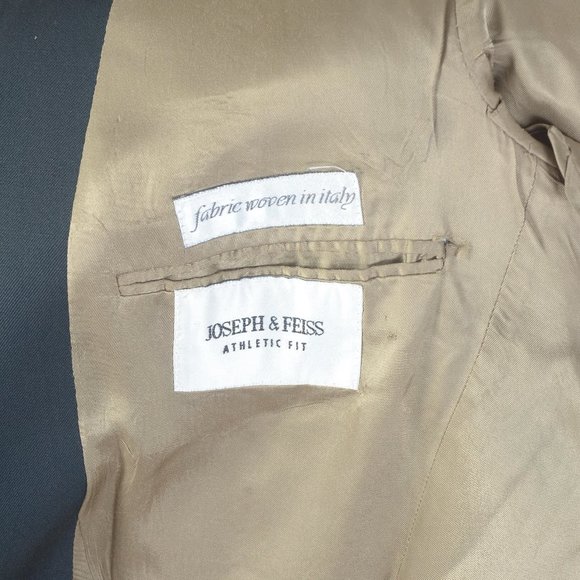 fabric woven in italy
JOSEPH & FEISS
ATHLETIC FIT